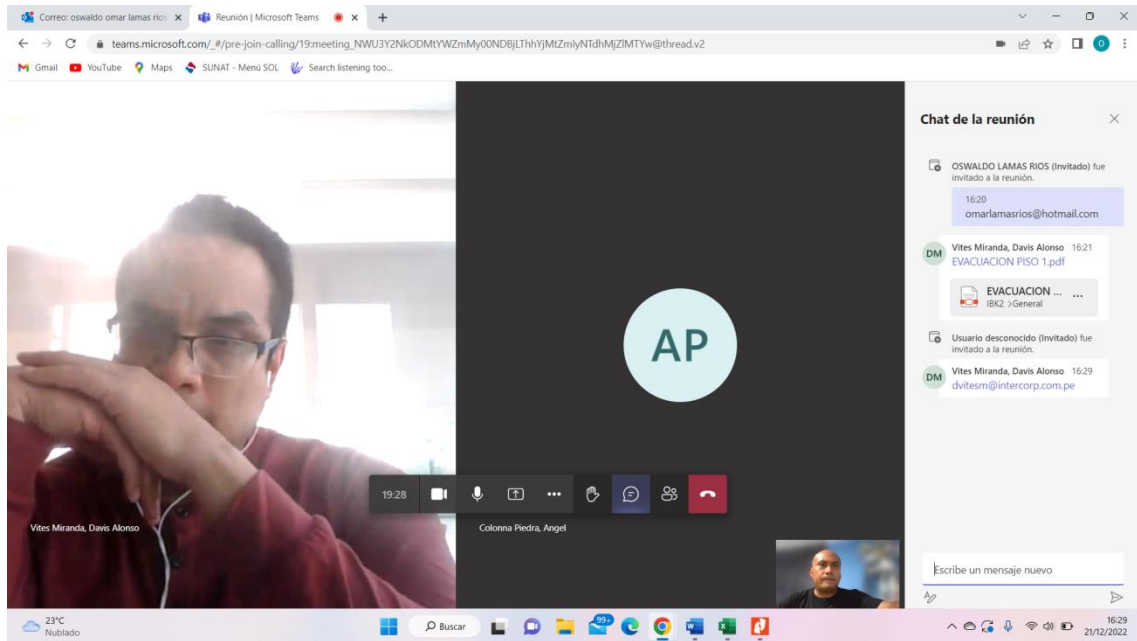 Correo: oswaldo omar lamas rios
Reunión | Microsoft Teams
teams.microsoft.com/_#/pre-join-calling/19:meeting_NWU3Y2NkODMtYWZmMy00NDBjLThhYjMtZmIyNTdhMjZlMTYw@thread.v2
O
Gmail
YouTube
Maps
SUNAT - Menú SOL
Search listening too...
Vites Miranda, Davis Alonso
AP
Colonna Piedra, Angel
19:28
Chat de la reunión
OSWALDO LAMAS RIOS (Invitado) fue
invitado a la reunión.
16:20
omarlamasrios@hotmail.com
DM
Vites Miranda, Davis Alonso 16:21
EVACUACION PISO 1.pdf
EVACUACION ...
IBK2 >General
Usuario desconocido (Invitado) fue
invitado a la reunión.
DM
Vites Miranda, Davis Alonso 16:29
dvitesm@intercorp.com.pe
Escribe un mensaje nuevo
23°C
Nublado
Buscar
99+
16:29
21/12/2022